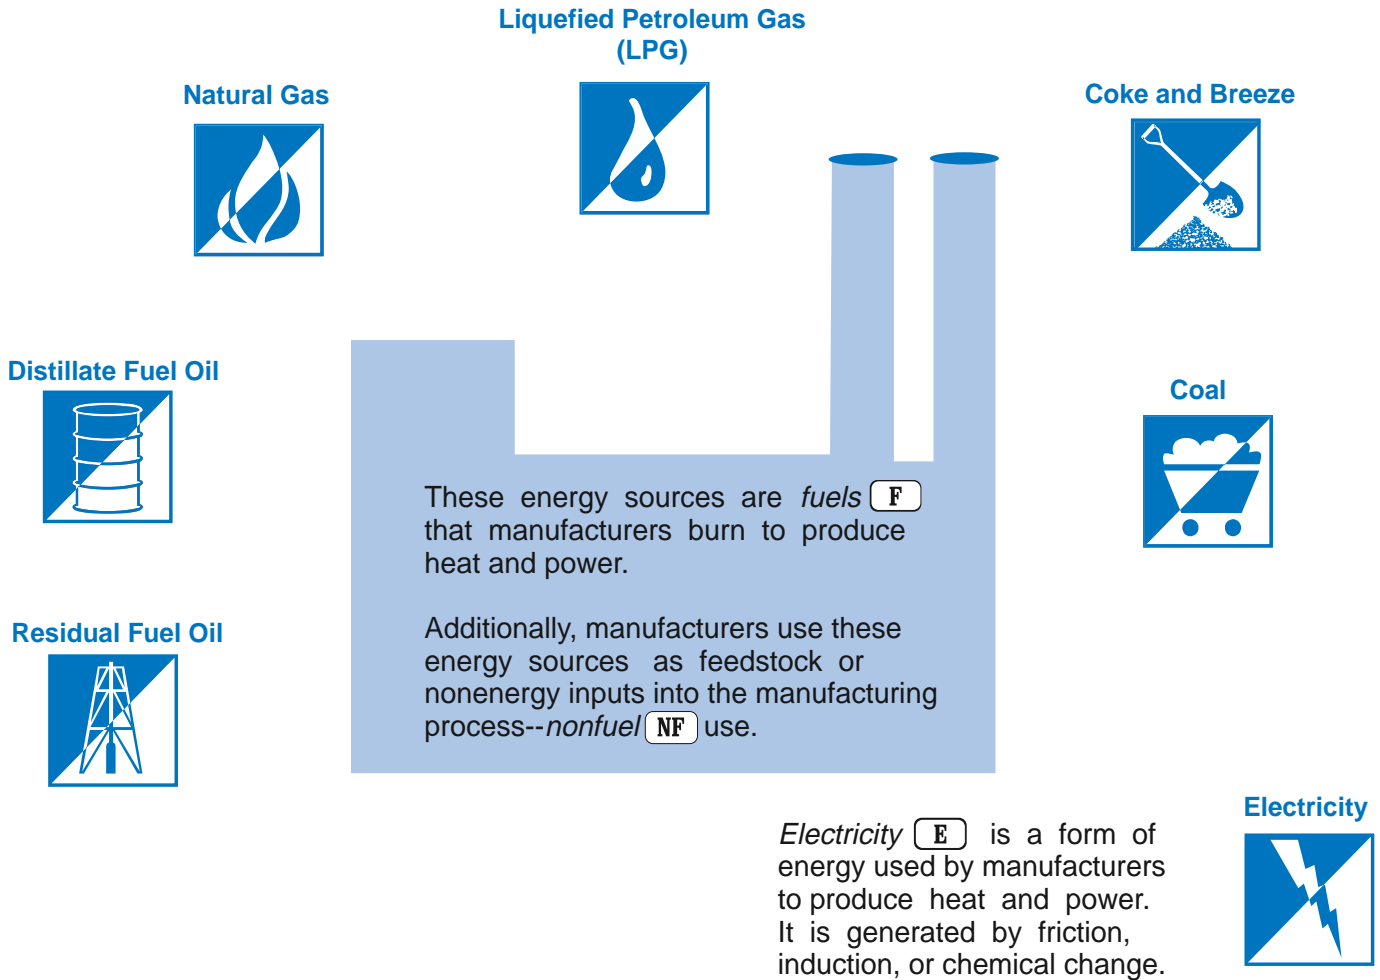 Liquefied Petroleum Gas
(LPG)
Natural Gas
Coke and Breeze
Distillate Fuel Oil
Coal
These energy sources are fuels F
that manufacturers burn to produce
heat and power.
Residual Fuel Oil
Additionally, manufacturers use these
energy sources as feedstock or
nonenergy inputs into the manufacturing
process--nonfuel NF use.
Electricity
Electricity E is a form of
energy used by manufacturers
to produce heat and power.
It is generated by friction,
induction, or chemical change.